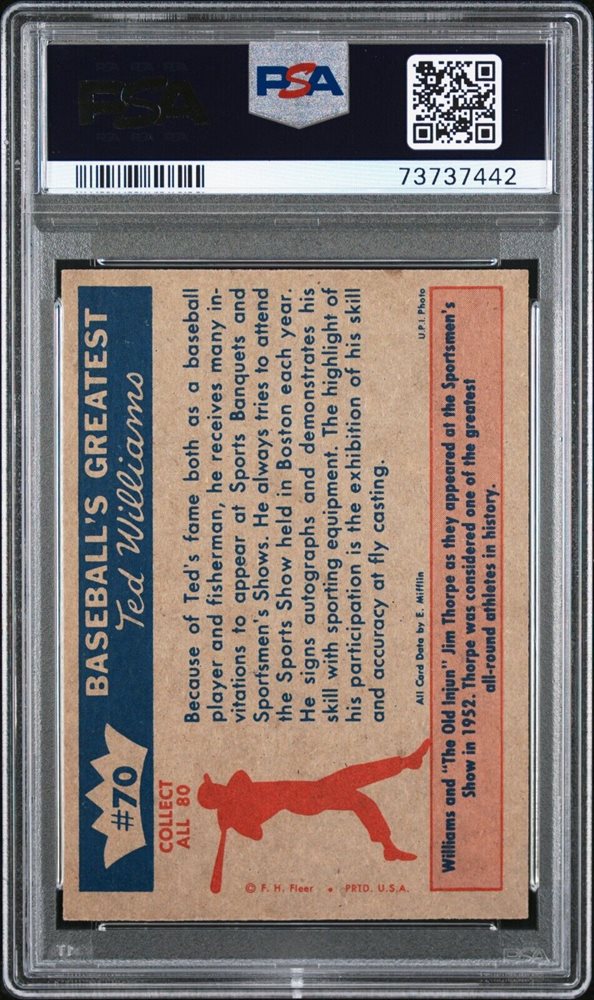 PSA
PSA
73737442
#70
BASEBALL'S GREATEST
Ted Williams
COLLECT
ALL 80
Because of Ted's fame both as a baseball
player and fisherman, he receives many in-
vitations to appear at Sports Banquets and
Sportsmen's Shows. He always tries to attend
the Sports Show held in Boston each year.
He signs autographs and demonstrates his
skill with sporting equipment. The highlight of
his participation is the exhibition of his skill
and accuracy at fly casting.
All Card Data by E. Mifflin
U.P.I. Photo
Williams and "The Old Injun" Jim Thorpe as they appeared at the Sportsmen's
Show in 1952. Thorpe was considered one of the greatest
all-round athletes in history.
© F. H. Fleer • PRTD. U.S.A.
PSA